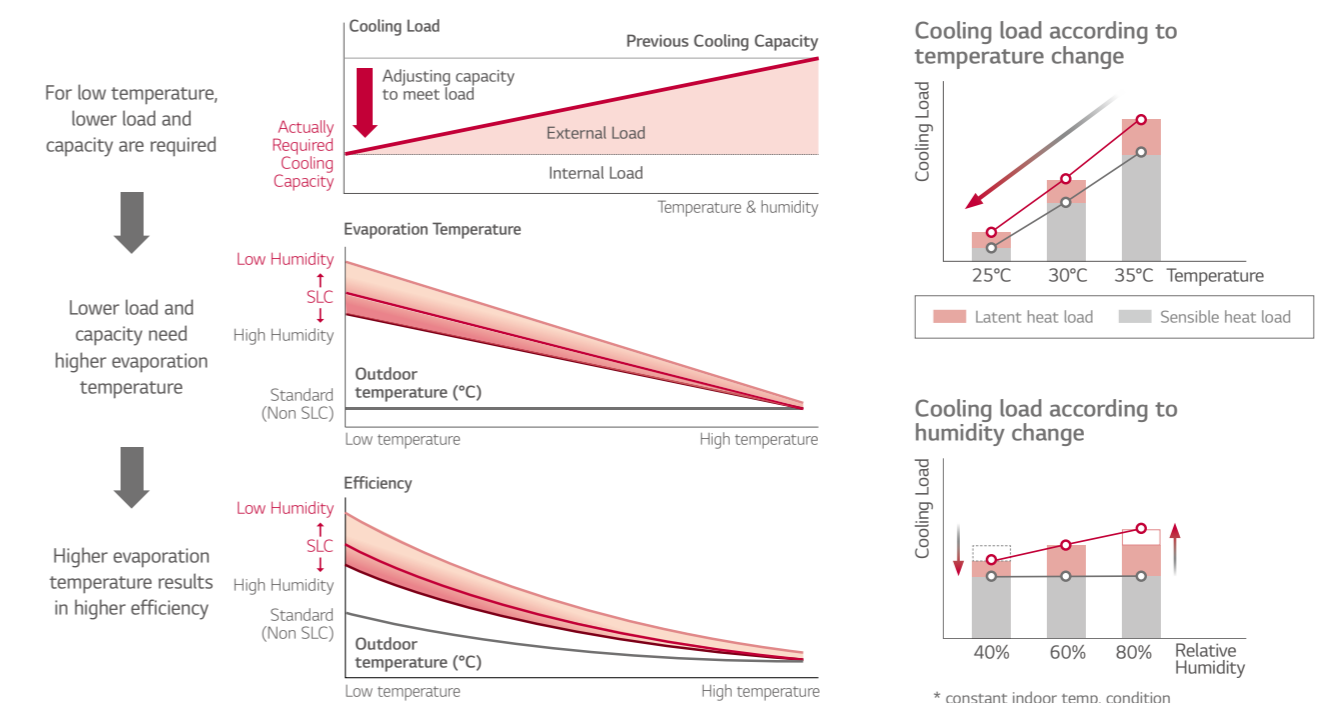 For low temperature,
lower load and
capacity are required
Lower load and
capacity need
higher evaporation
temperature
Higher evaporation
temperature results
in higher efficiency
Cooling Load
Previous Cooling Capacity
Adjusting capacity
to meet load
Actually
Required
Cooling
Capacity
External Load
Internal Load
Temperature & humidity
Evaporation Temperature
Low Humidity
SLC
High Humidity
Standard
(Non SLC)
Outdoor
temperature (°C)
Low temperature
High temperature
Efficiency
Low Humidity
SLC
High Humidity
Standard
(Non SLC)
Outdoor
temperature (°C)
Low temperature
High temperature
Cooling load according to
temperature change
Cooling Load
25°C
30°C
35°C
Temperature
Latent heat load
Sensible heat load
Cooling load according to
humidity change
Cooling Load
40%
60%
80%
Relative
Humidity
* constant indoor temp. condition